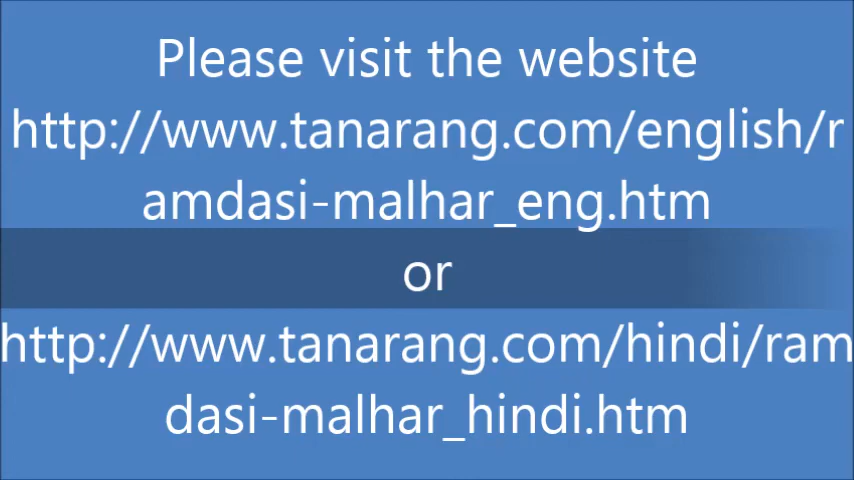 Please visit the website
http://www.tanarang.com/english/r
amdasi-malhar_eng.htm
or
http://www.tanarang.com/hindi/ram
dasi-malhar_hindi.htm